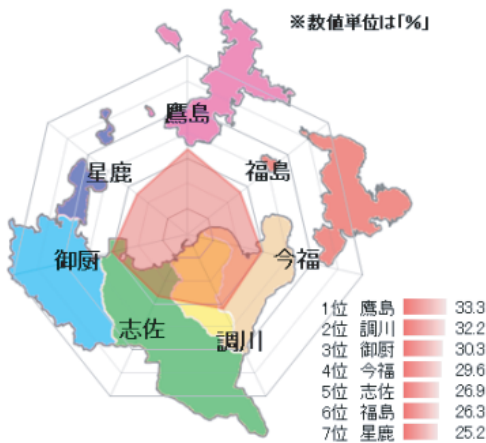 ※数値単位は「%」
鷹島
星鹿
福島
御厨
今福
志佐
調川
1位 鷹島 33.3
2位 調川 32.2
3位 御厨 30.3
4位 今福 29.6
5位 志佐 26.9
6位 福島 26.3
7位 星鹿 25.2